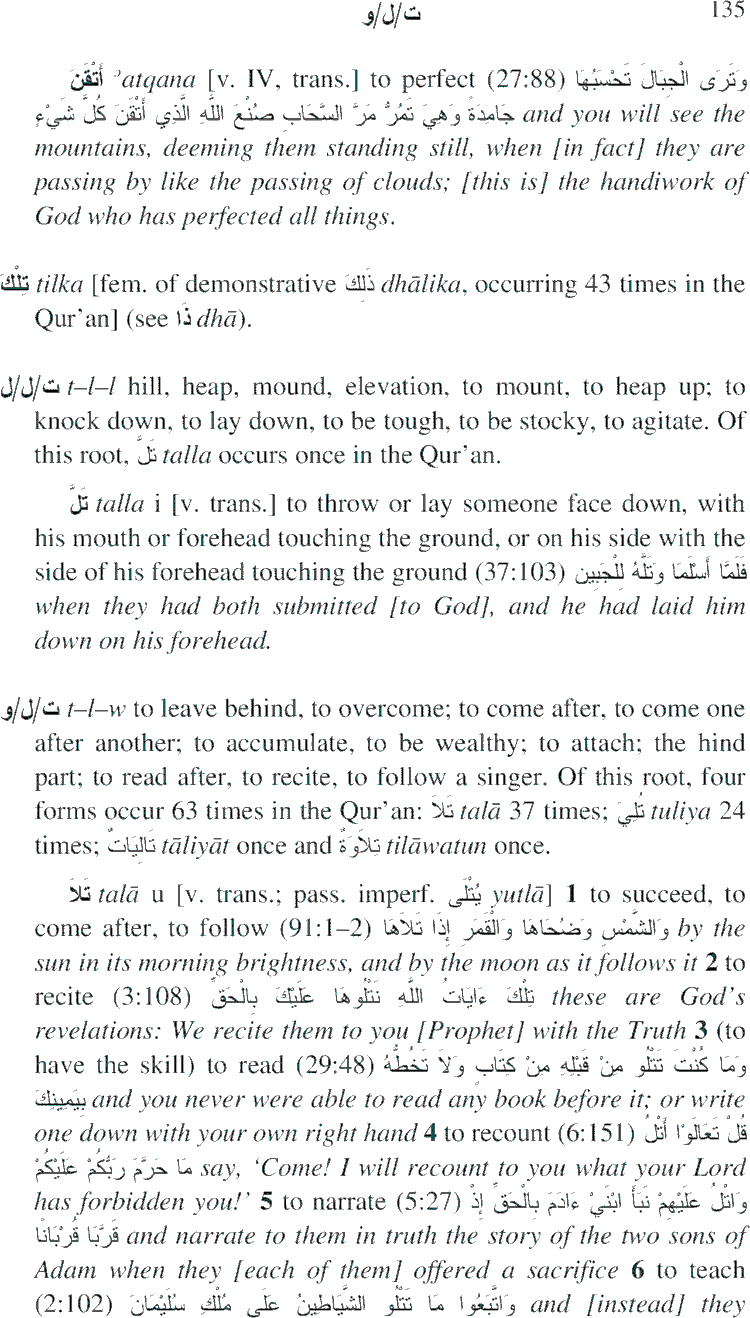 ت/ل/و 135
أَتْقَنَ ʾatqana [v. IV, trans.] to perfect (27:88) وَتَرَى الْجِبَالَ تَحْسَبُهَا
جَامِدَةً وَهِيَ تَمُرُّ مَرَّ السَّحَابِ صُنْعَ اللَّهِ الَّذِي أَتْقَنَ كُلَّ شَيْءٍ and you will see the
mountains, deeming them standing still, when [in fact] they are
passing by like the passing of clouds; [this is] the handiwork of
God who has perfected all things.
تِلْكَ tilka [fem. of demonstrative ذَلِكَ dhālika, occurring 43 times in the
Qur’an] (see ذَا dhā).
ت/ل/ل t–l–l hill, heap, mound, elevation, to mount, to heap up; to
knock down, to lay down, to be tough, to be stocky, to agitate. Of
this root, تَلَّ talla occurs once in the Qur’an.
تَلَّ talla i [v. trans.] to throw or lay someone face down, with
his mouth or forehead touching the ground, or on his side with the
side of his forehead touching the ground (37:103) فَلَمَّا أَسْلَمَا وَتَلَّهُ لِلْجَبِينِ
when they had both submitted [to God], and he had laid him
down on his forehead.
ت/ل/و t–l–w to leave behind, to overcome; to come after, to come one
after another; to accumulate, to be wealthy; to attach; the hind
part; to read after, to recite, to follow a singer. Of this root, four
forms occur 63 times in the Qur’an: تَلاَ talā 37 times; تُلِيَ tuliya 24
times; تَالِيَاتٌ tāliyāt once and تِلاَوَةٌ tilāwatun once.
تَلاَ talā u [v. trans.; pass. imperf. يُتْلَى yutlā] 1 to succeed, to
come after, to follow (91:1–2) وَالشَّمْسِ وَضُحَاهَا وَالْقَمَرِ إِذَا تَلاَهَا by the
sun in its morning brightness, and by the moon as it follows it 2 to
recite (3:108) تِلْكَ ءَايَاتُ اللَّهِ نَتْلُوهَا عَلَيْكَ بِالْحَقِّ these are God’s
revelations: We recite them to you [Prophet] with the Truth 3 (to
have the skill) to read (29:48) وَمَا كُنْتَ تَتْلُو مِنْ قَبْلِهِ مِنْ كِتَابٍ وَلاَ تَخُطُّهُ
بِيَمِينِكَ and you never were able to read any book before it; or write
one down with your own right hand 4 to recount (6:151) قُلْ تَعَالَوْا أَتْلُ
مَا حَرَّمَ رَبُّكُمْ عَلَيْكُمْ say, ‘Come! I will recount to you what your Lord
has forbidden you!’ 5 to narrate (5:27) وَاتْلُ عَلَيْهِمْ نَبَأَ ابْنَيْ ءَادَمَ بِالْحَقِّ إِذْ
قَرَّبَا قُرْبَانًا and narrate to them in truth the story of the two sons of
Adam when they [each of them] offered a sacrifice 6 to teach
(2:102) وَاتَّبَعُوا مَا تَتْلُو الشَّيَاطِينُ عَلَى مُلْكِ سُلَيْمَانَ and [instead] they